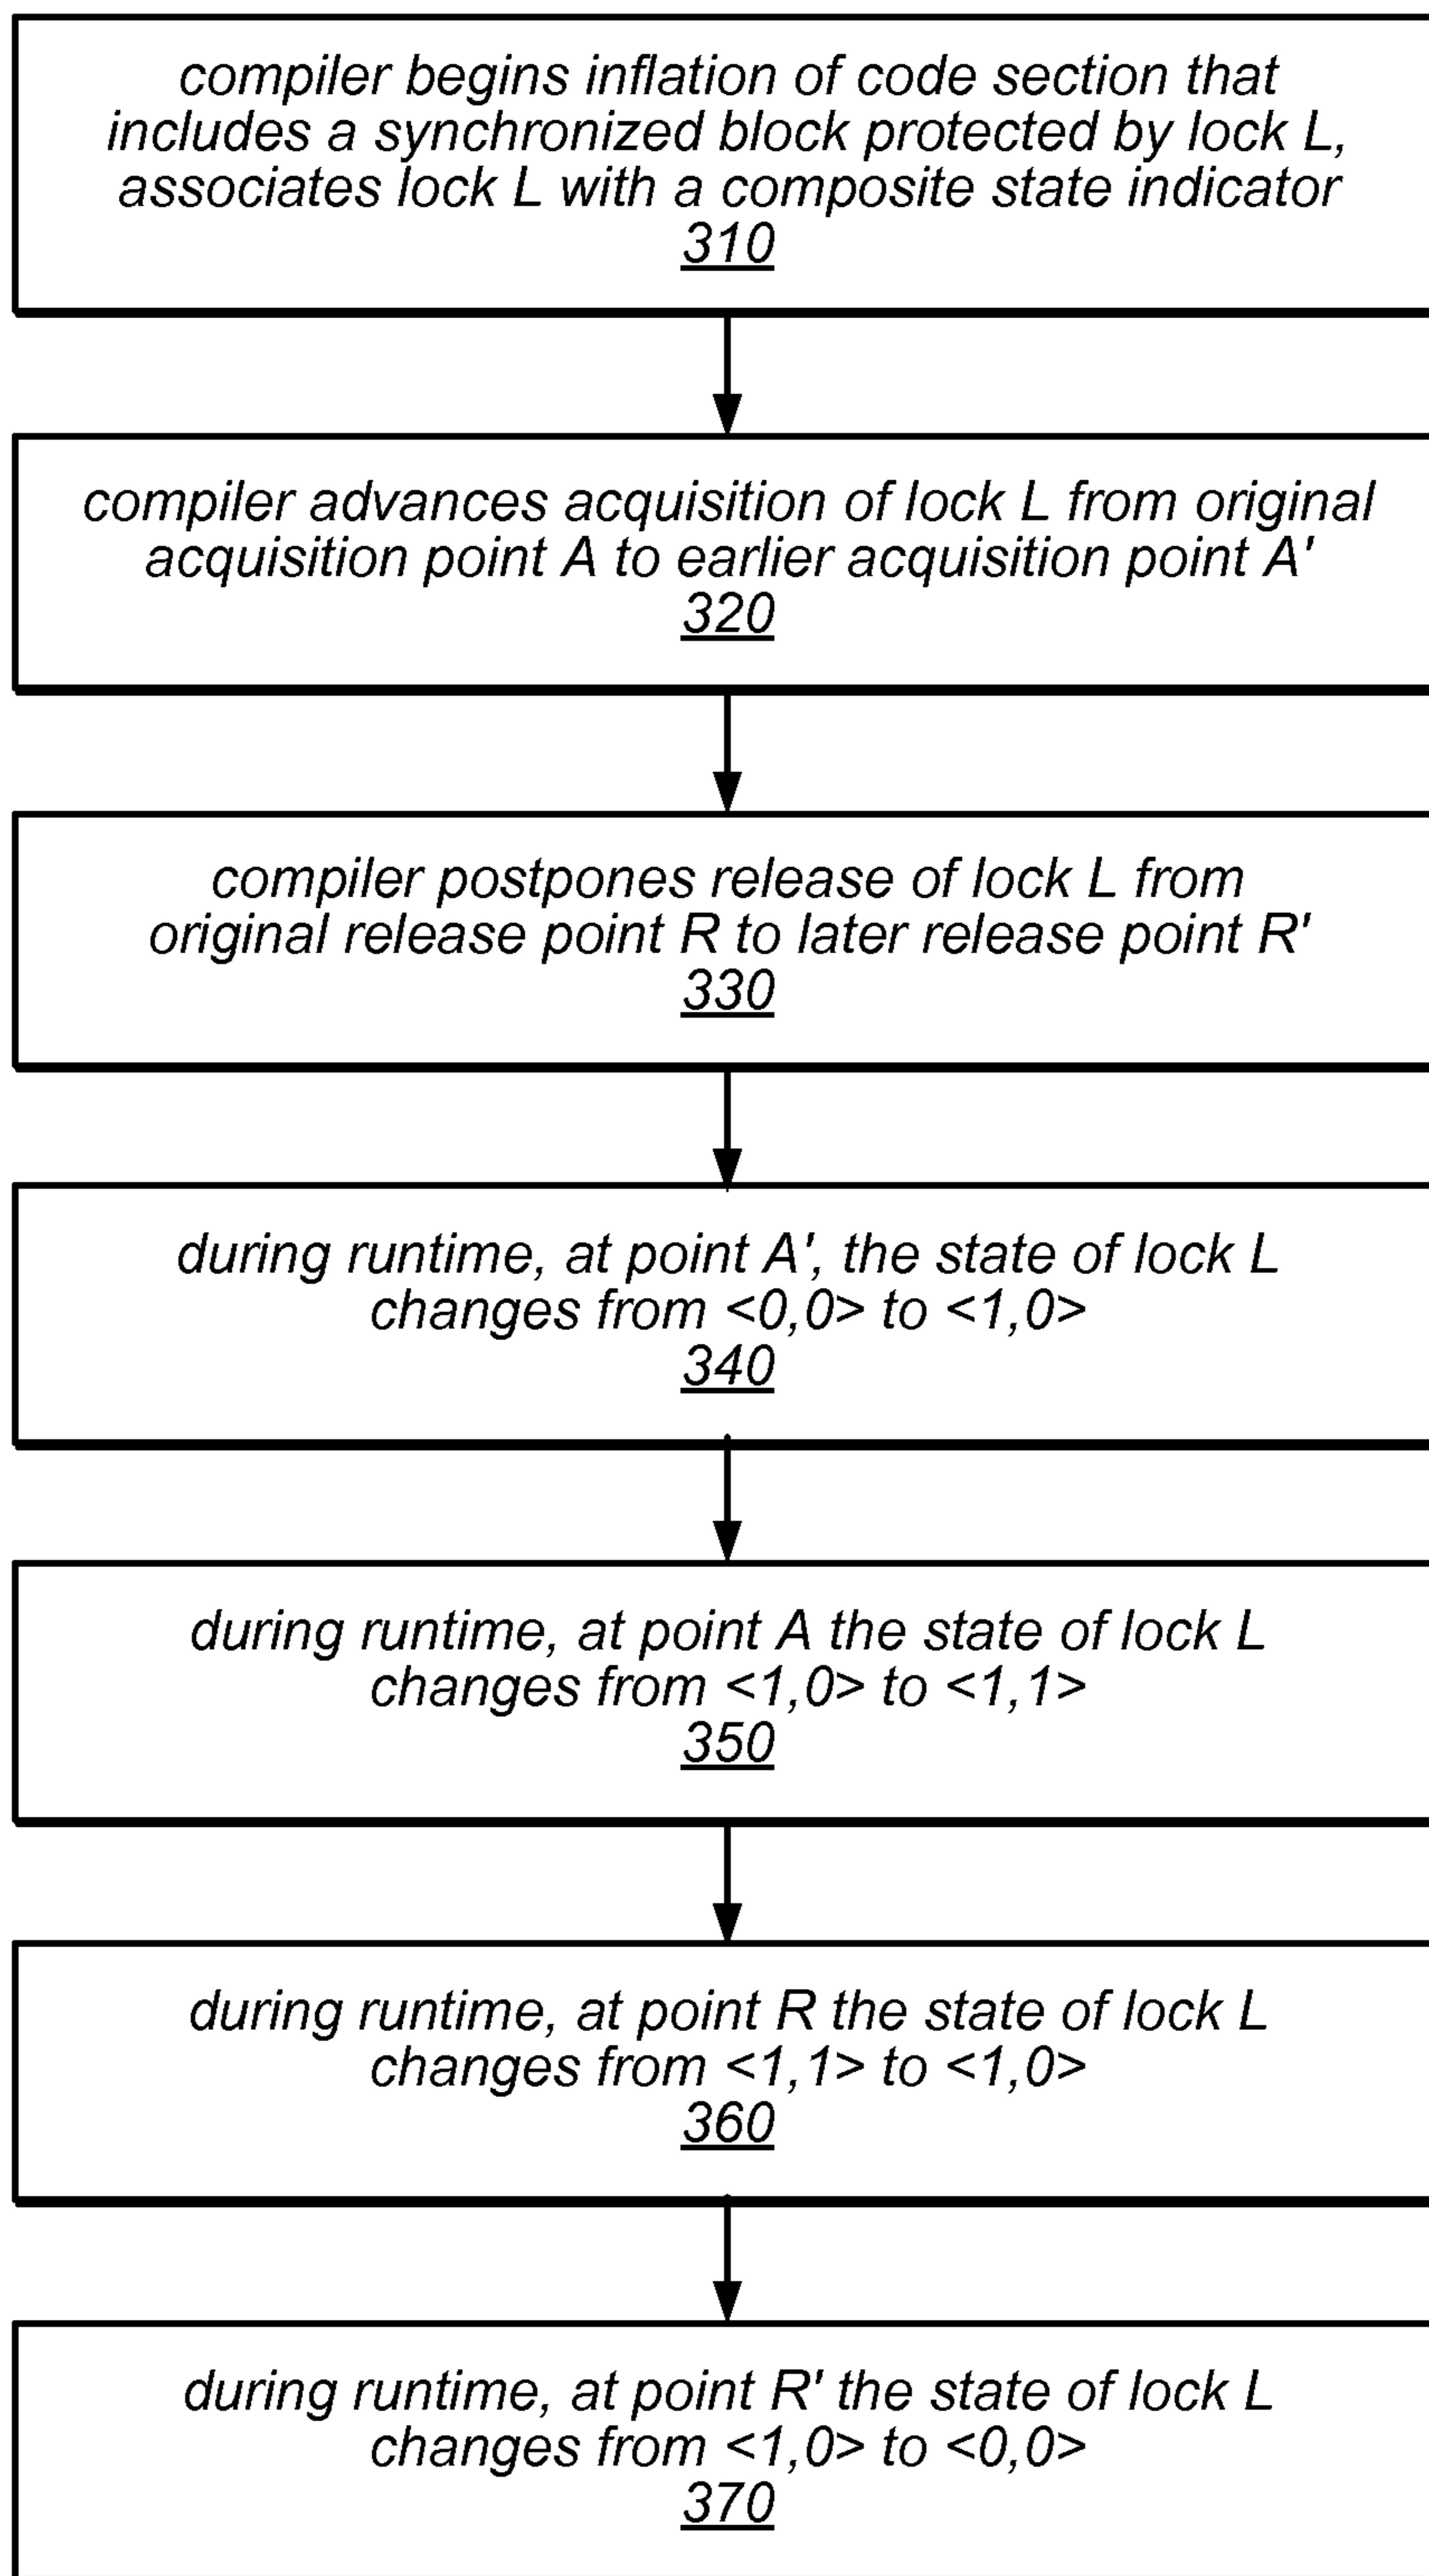 compiler begins inflation of code section that
includes a synchronized block protected by lock L,
associates lock L with a composite state indicator
310
compiler advances acquisition of lock L from original
acquisition point A to earlier acquisition point A'
320
compiler postpones release of lock L from
original release point R to later release point R'
330
during runtime, at point A', the state of lock L
changes from <0,0> to <1,0>
340
during runtime, at point A the state of lock L
changes from <1,0> to <1,1>
350
during runtime, at point R the state of lock L
changes from <1,1> to <1,0>
360
during runtime, at point R' the state of lock L
changes from <1,0> to <0,0>
370